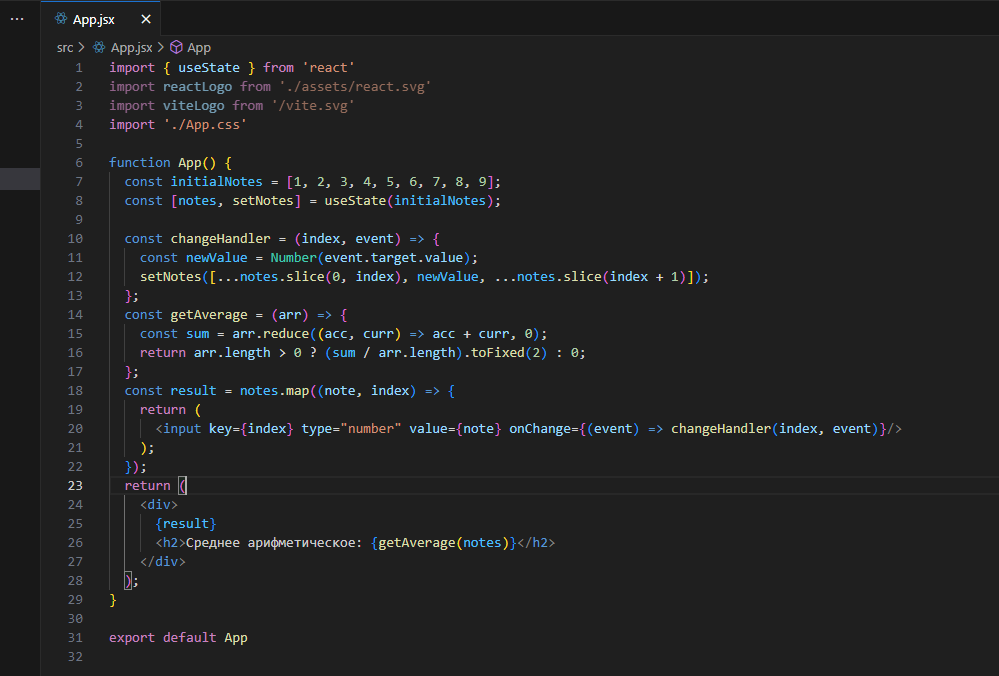 ... App.jsx ×
src > App.jsx > App
1 import { useState } from 'react'
2 import reactLogo from './assets/react.svg'
3 import viteLogo from '/vite.svg'
4 import './App.css'
5
6 function App() {
7   const initialNotes = [1, 2, 3, 4, 5, 6, 7, 8, 9];
8   const [notes, setNotes] = useState(initialNotes);
9
10   const changeHandler = (index, event) => {
11     const newValue = Number(event.target.value);
12     setNotes([...notes.slice(0, index), newValue, ...notes.slice(index + 1)]);
13   };
14   const getAverage = (arr) => {
15     const sum = arr.reduce((acc, curr) => acc + curr, 0);
16     return arr.length > 0 ? (sum / arr.length).toFixed(2) : 0;
17   };
18   const result = notes.map((note, index) => {
19     return (
20       <input key={index} type="number" value={note} onChange={(event) => changeHandler(index, event)}/>
21     );
22   });
23   return (
24     <div>
25       {result}
26       <h2>Среднее арифметическое: {getAverage(notes)}</h2>
27     </div>
28   );
29 }
30
31 export default App
32